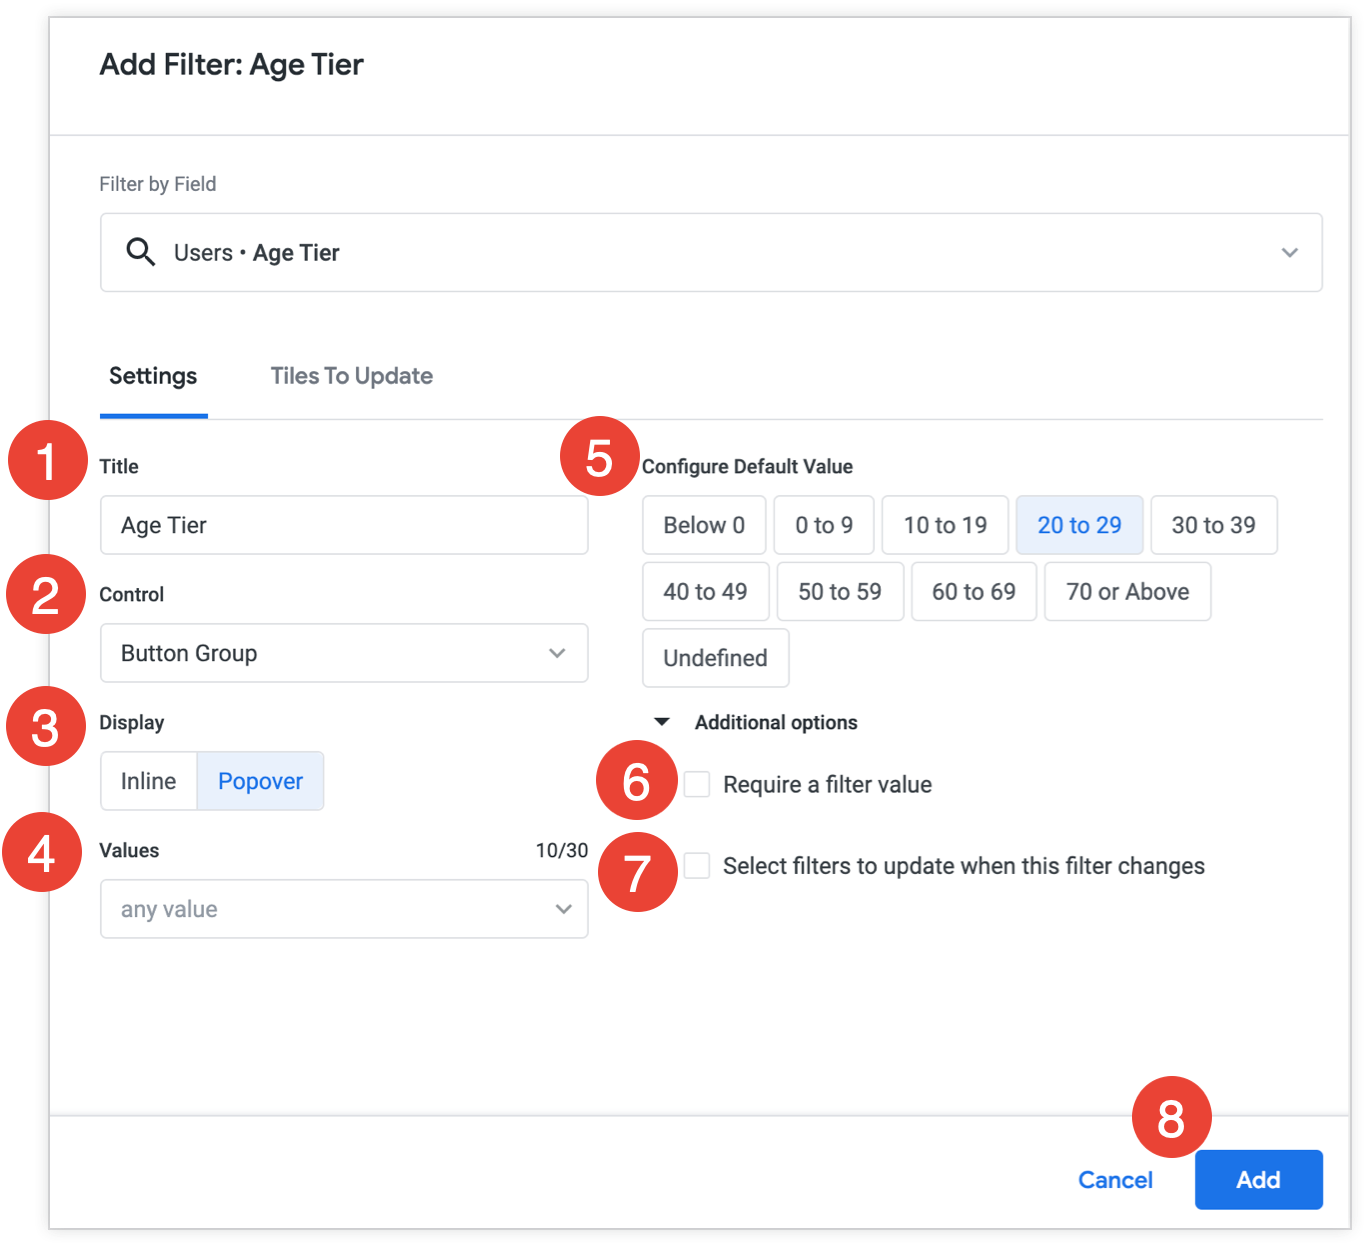 Add Filter: Age Tier
Filter by Field
Users • Age Tier
Settings Tiles To Update
1 Title
Age Tier
2 Control
Button Group
3 Display
Inline Popover
4 Values 10/30
any value
5 Configure Default Value
Below 0 0 to 9 10 to 19 20 to 29 30 to 39
40 to 49 50 to 59 60 to 69 70 or Above
Undefined
Additional options
6 Require a filter value
7 Select filters to update when this filter changes
8
Cancel Add